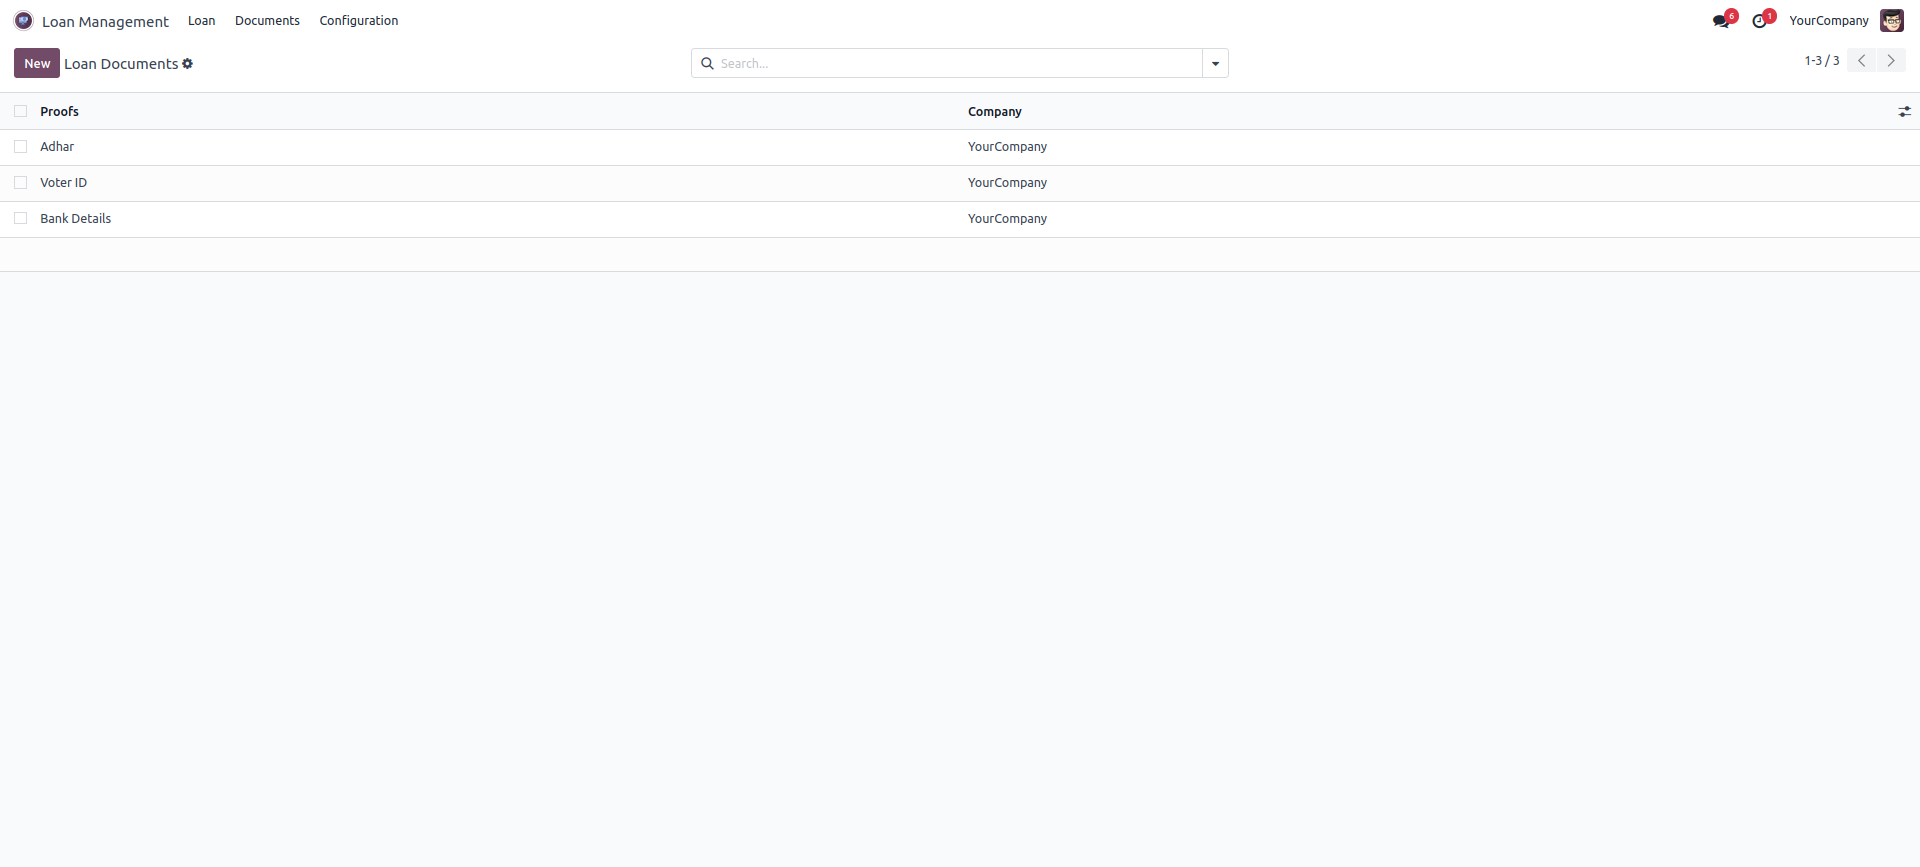 Loan Management Loan Documents Configuration 6 1 YourCompany
New Loan Documents Search... 1-3 / 3
Proofs Company
Adhar YourCompany
Voter ID YourCompany
Bank Details YourCompany